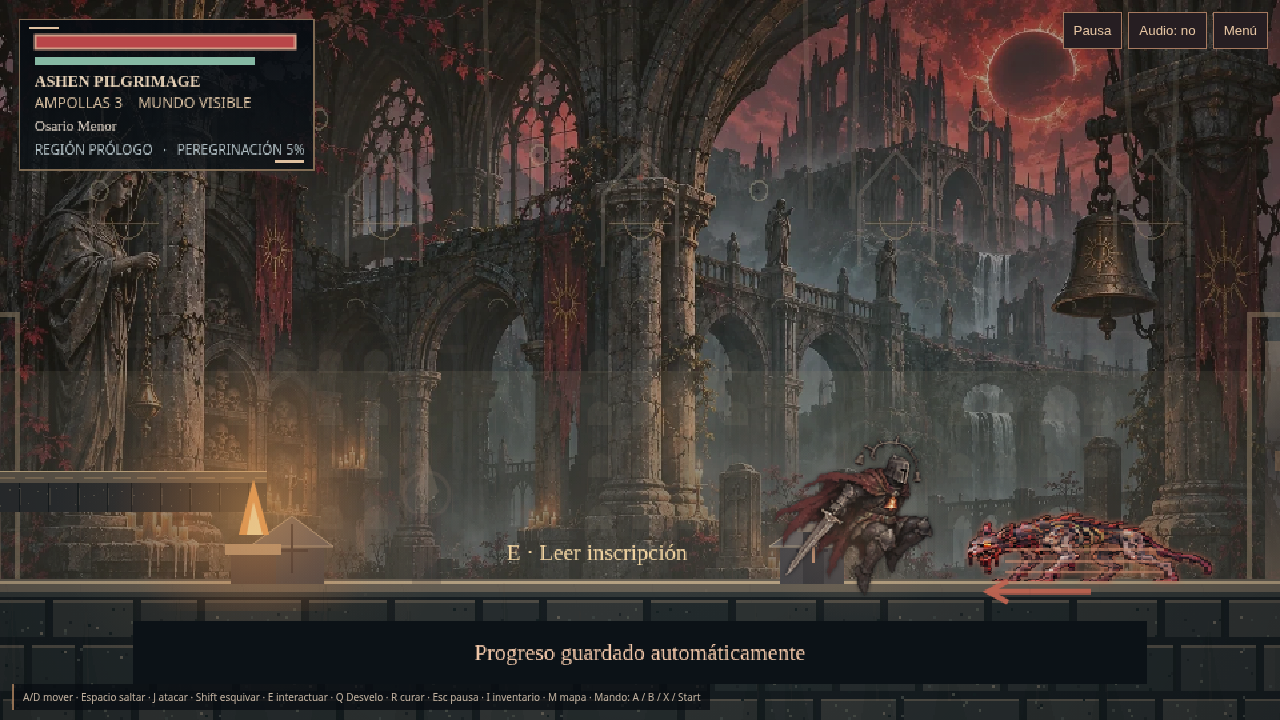 Pausa
Audio: no
Menú
ASHEN PILGRIMAGE
AMPOLLAS 3 MUNDO VISIBLE
Osario Menor
REGIÓN PRÓLOGO · PEREGRINACIÓN 5%
E · Leer inscripción
Progreso guardado automáticamente
A/D mover · Espacio saltar · J atacar · Shift esquivar · E interactuar · Q Desvelo · R curar · Esc pausa · I inventario · M mapa · Mando: A / B / X / Start